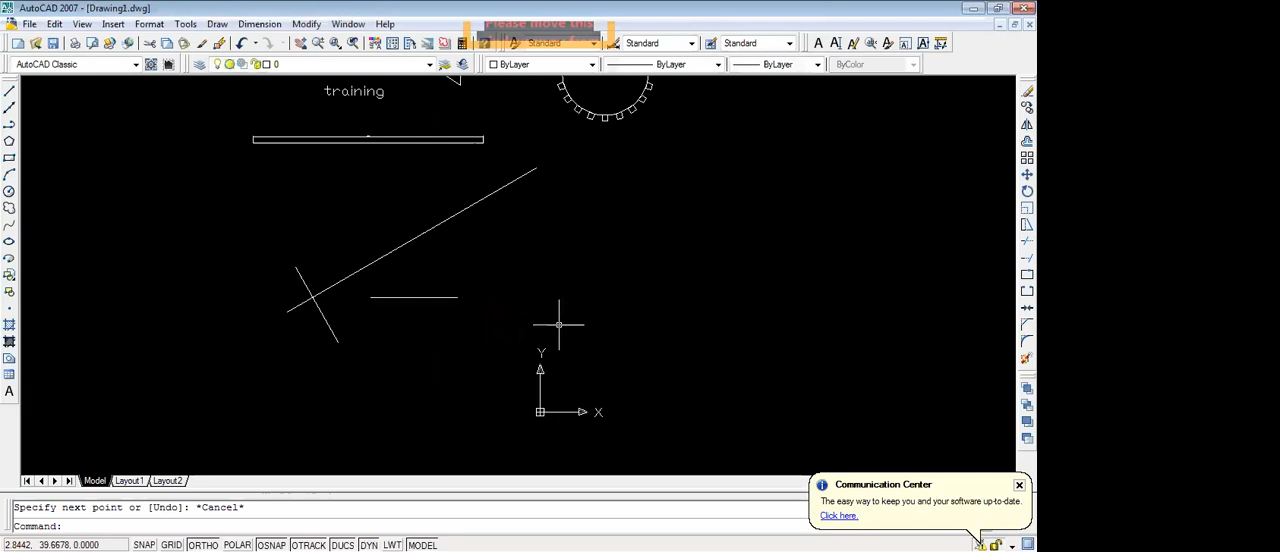 AutoCAD 2007 - [Drawing1.dwg]
File Edit View Insert Format Tools Draw Dimension Modify Window Help
Please move this
Standard Standard Standard
AutoCAD Classic 0 ByLayer ByLayer ByLayer ByColor
training
Y
X
Model Layout1 Layout2
Communication Center
The easy way to keep you and your software up-to-date.
Click here.
Specify next point or [Undo]: *Cancel*
Command:
2.8442, 39.6678, 0.0000 SNAP GRID ORTHO POLAR OSNAP OTRACK DUCS DYN LWT MODEL